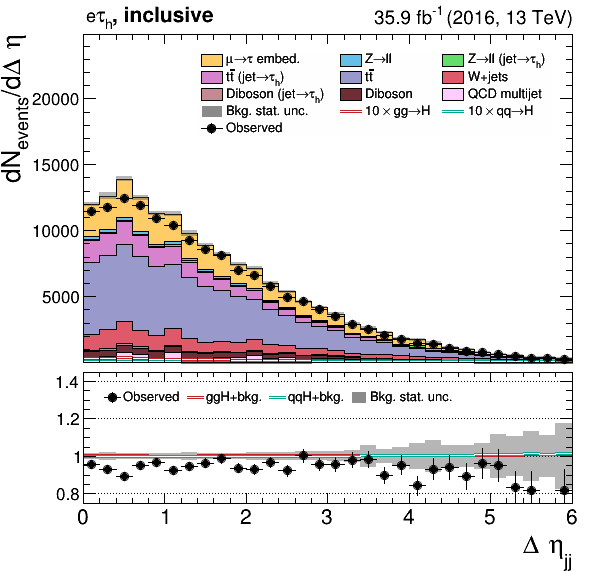 eτh, inclusive 35.9 fb-1 (2016, 13 TeV)
dNevents/dΔ η
μ→τ embed. Z→ll Z→ll (jet→τh)
tt̄ (jet→τh) tt̄ W+jets
Diboson (jet→τh) Diboson QCD multijet
Bkg. stat. unc. 10 × gg→H 10 × qq→H
Observed
20000
15000
10000
5000
1.4
1.2
1
0.8
Observed ggH+bkg. qqH+bkg. Bkg. stat. unc.
0 1 2 3 4 5 6
Δ ηjj